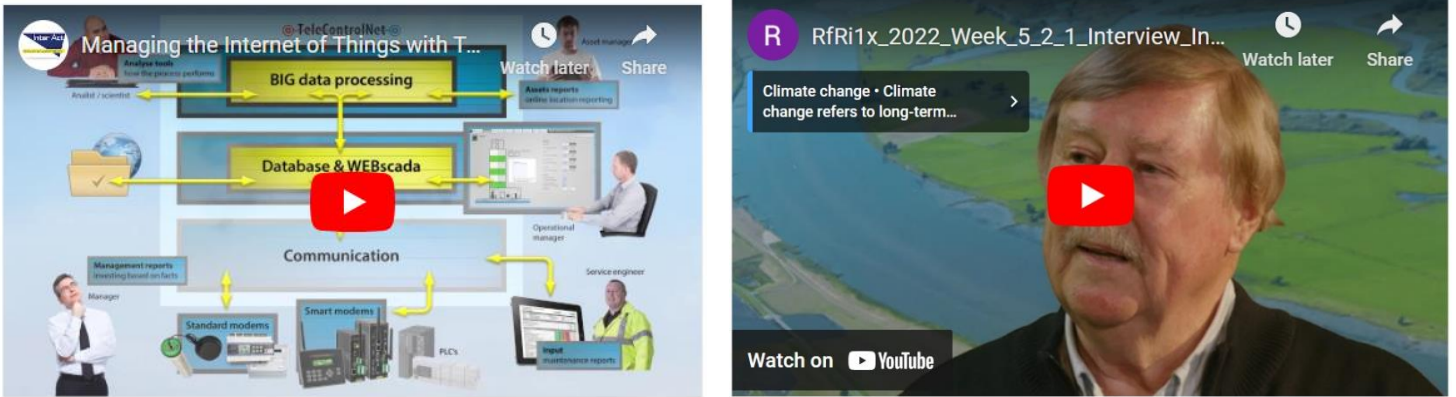 Inter Act
Managing the Internet of Things with T...
TeleControlNet
Watch later
Share
Asset manager
Analyse tools
how the process performs
Analist / scientist
BIG data processing
Assets reports
online location reporting
Database & WEBscada
Operational
manager
Communication
Management reports
investing based on facts
Manager
Service engineer
Standard modems
Smart modems
PLC's
Input
maintenance reports
R
RfRi1x_2022_Week_5_2_1_Interview_In...
Watch later
Share
Climate change • Climate
change refers to long-term...
Watch on YouTube